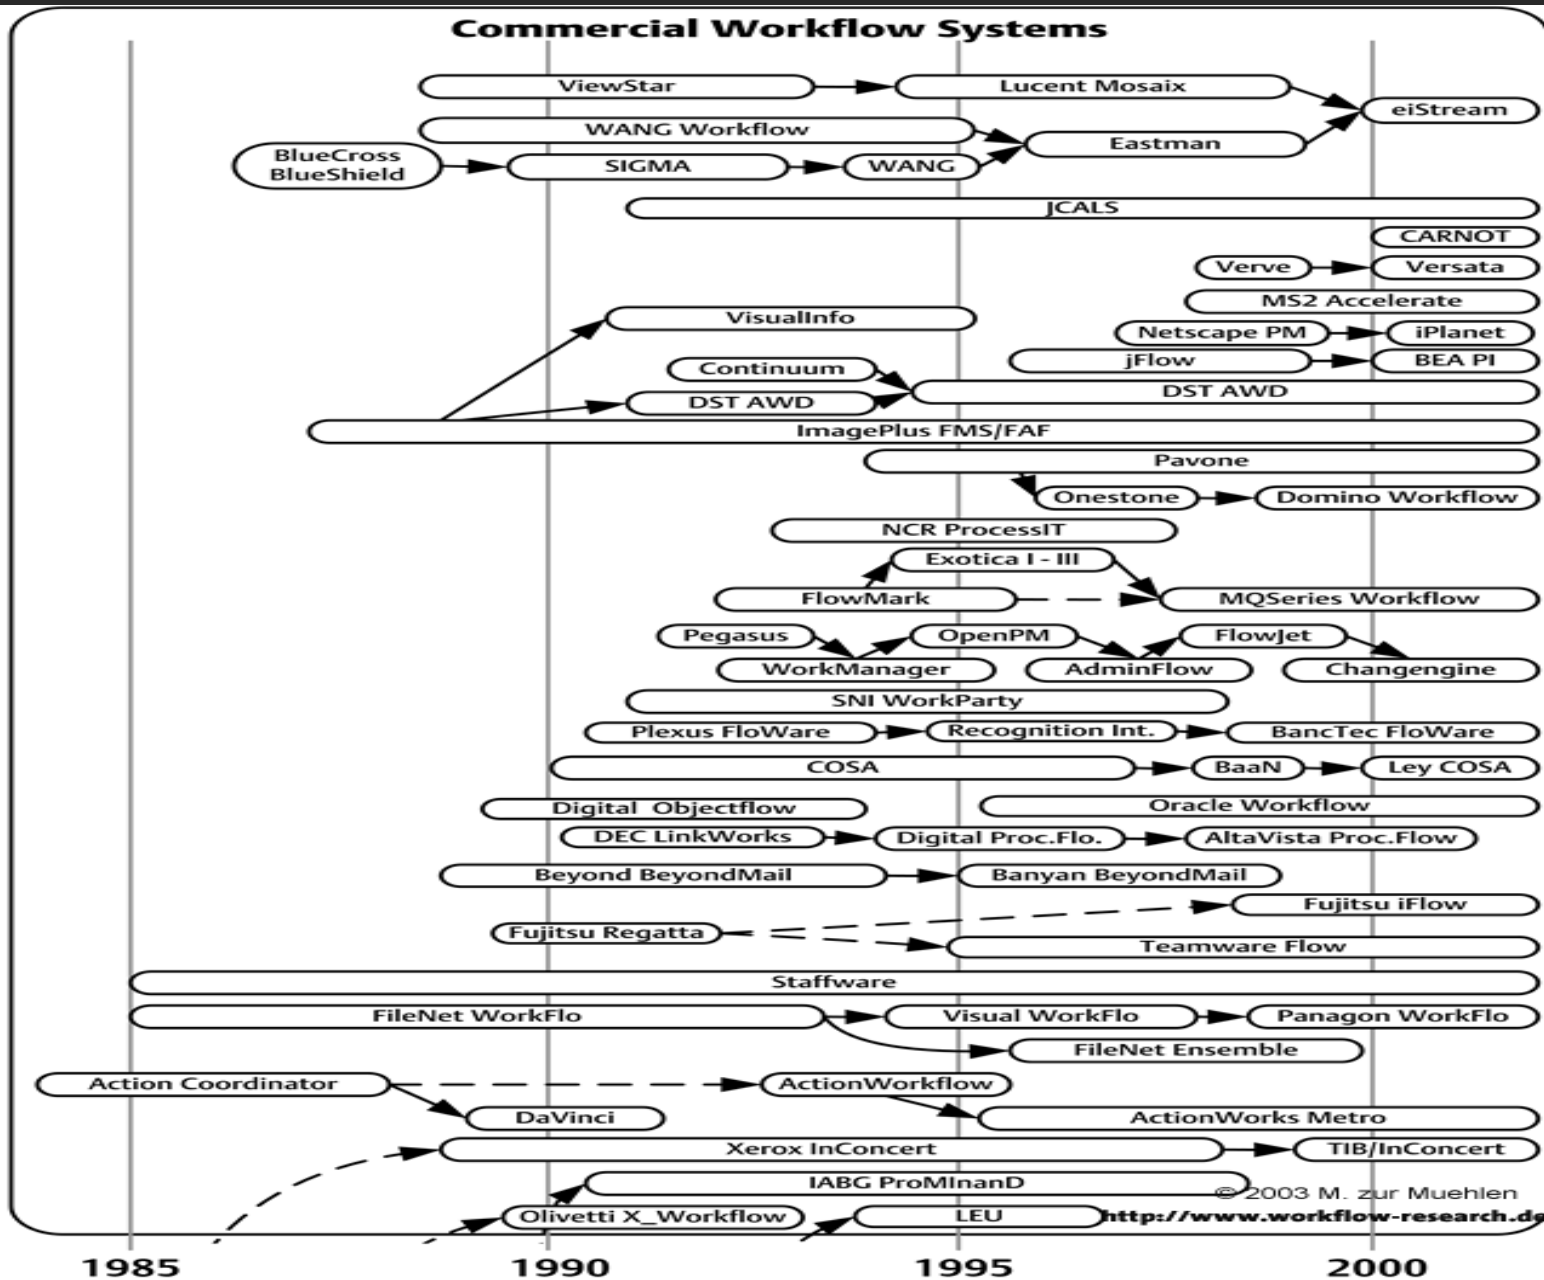 Commercial Workflow Systems
ViewStar
Lucent Mosaix
eiStream
WANG Workflow
Eastman
BlueCross
BlueShield
SIGMA
WANG
JCALS
CARNOT
Verve
Versata
MS2 Accelerate
VisualInfo
Netscape PM
iPlanet
jFlow
BEA PI
Continuum
DST AWD
DST AWD
ImagePlus FMS/FAF
Pavone
Onestone
Domino Workflow
NCR ProcessIT
Exotica I - III
FlowMark
MQSeries Workflow
Pegasus
OpenPM
FlowJet
WorkManager
AdminFlow
Changengine
SNI WorkParty
Plexus FloWare
Recognition Int.
BancTec FloWare
COSA
BaaN
Ley COSA
Digital Objectflow
Oracle Workflow
DEC LinkWorks
Digital Proc.Flo.
AltaVista Proc.Flow
Beyond BeyondMail
Banyan BeyondMail
Fujitsu iFlow
Fujitsu Regatta
Teamware Flow
Staffware
FileNet WorkFlo
Visual WorkFlo
Panagon WorkFlo
FileNet Ensemble
Action Coordinator
ActionWorkflow
DaVinci
ActionWorks Metro
Xerox InConcert
TIB/InConcert
IABG ProMInanD
© 2003 M. zur Muehlen
Olivetti X_Workflow
LEU
http://www.workflow-research.de
1985
1990
1995
2000